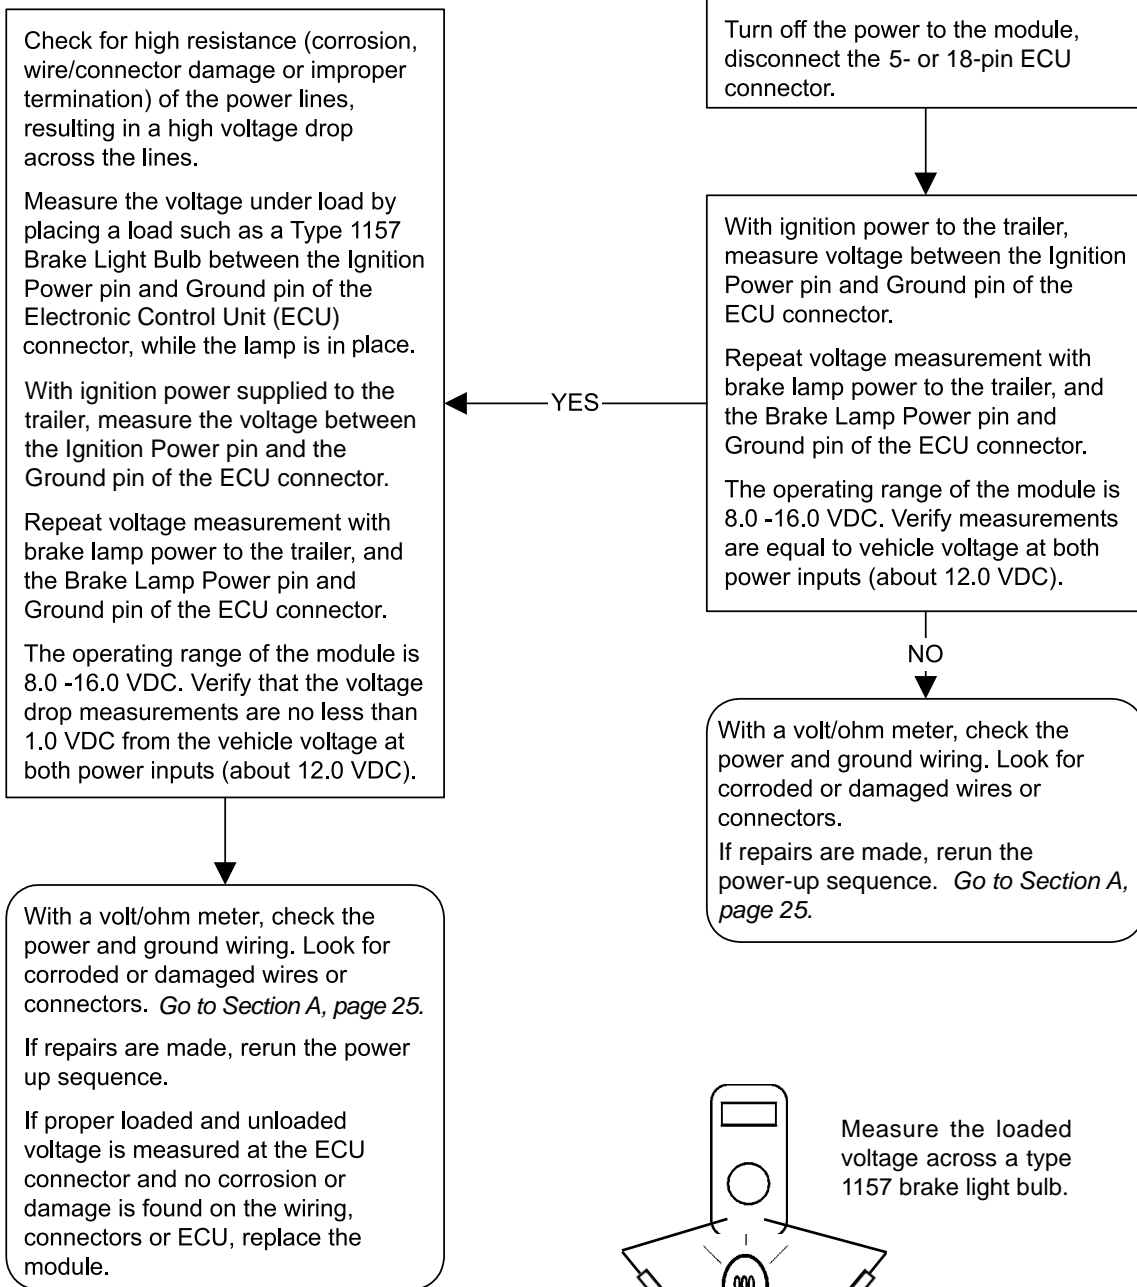 Turn off the power to the module,
disconnect the 5- or 18-pin ECU
connector.
With ignition power to the trailer,
measure voltage between the Ignition
Power pin and Ground pin of the
ECU connector.
Repeat voltage measurement with
brake lamp power to the trailer, and
the Brake Lamp Power pin and
Ground pin of the ECU connector.
The operating range of the module is
8.0 -16.0 VDC. Verify measurements
are equal to vehicle voltage at both
power inputs (about 12.0 VDC).
YES
Check for high resistance (corrosion,
wire/connector damage or improper
termination) of the power lines,
resulting in a high voltage drop
across the lines.
Measure the voltage under load by
placing a load such as a Type 1157
Brake Light Bulb between the Ignition
Power pin and Ground pin of the
Electronic Control Unit (ECU)
connector, while the lamp is in place.
With ignition power supplied to the
trailer, measure the voltage between
the Ignition Power pin and the
Ground pin of the ECU connector.
Repeat voltage measurement with
brake lamp power to the trailer, and
the Brake Lamp Power pin and
Ground pin of the ECU connector.
The operating range of the module is
8.0 -16.0 VDC. Verify that the voltage
drop measurements are no less than
1.0 VDC from the vehicle voltage at
both power inputs (about 12.0 VDC).
With a volt/ohm meter, check the
power and ground wiring. Look for
corroded or damaged wires or
connectors. Go to Section A, page 25.
If repairs are made, rerun the power
up sequence.
If proper loaded and unloaded
voltage is measured at the ECU
connector and no corrosion or
damage is found on the wiring,
connectors or ECU, replace the
module.
NO
With a volt/ohm meter, check the
power and ground wiring. Look for
corroded or damaged wires or
connectors.
If repairs are made, rerun the
power-up sequence. Go to Section A,
page 25.
Measure the loaded
voltage across a type
1157 brake light bulb.